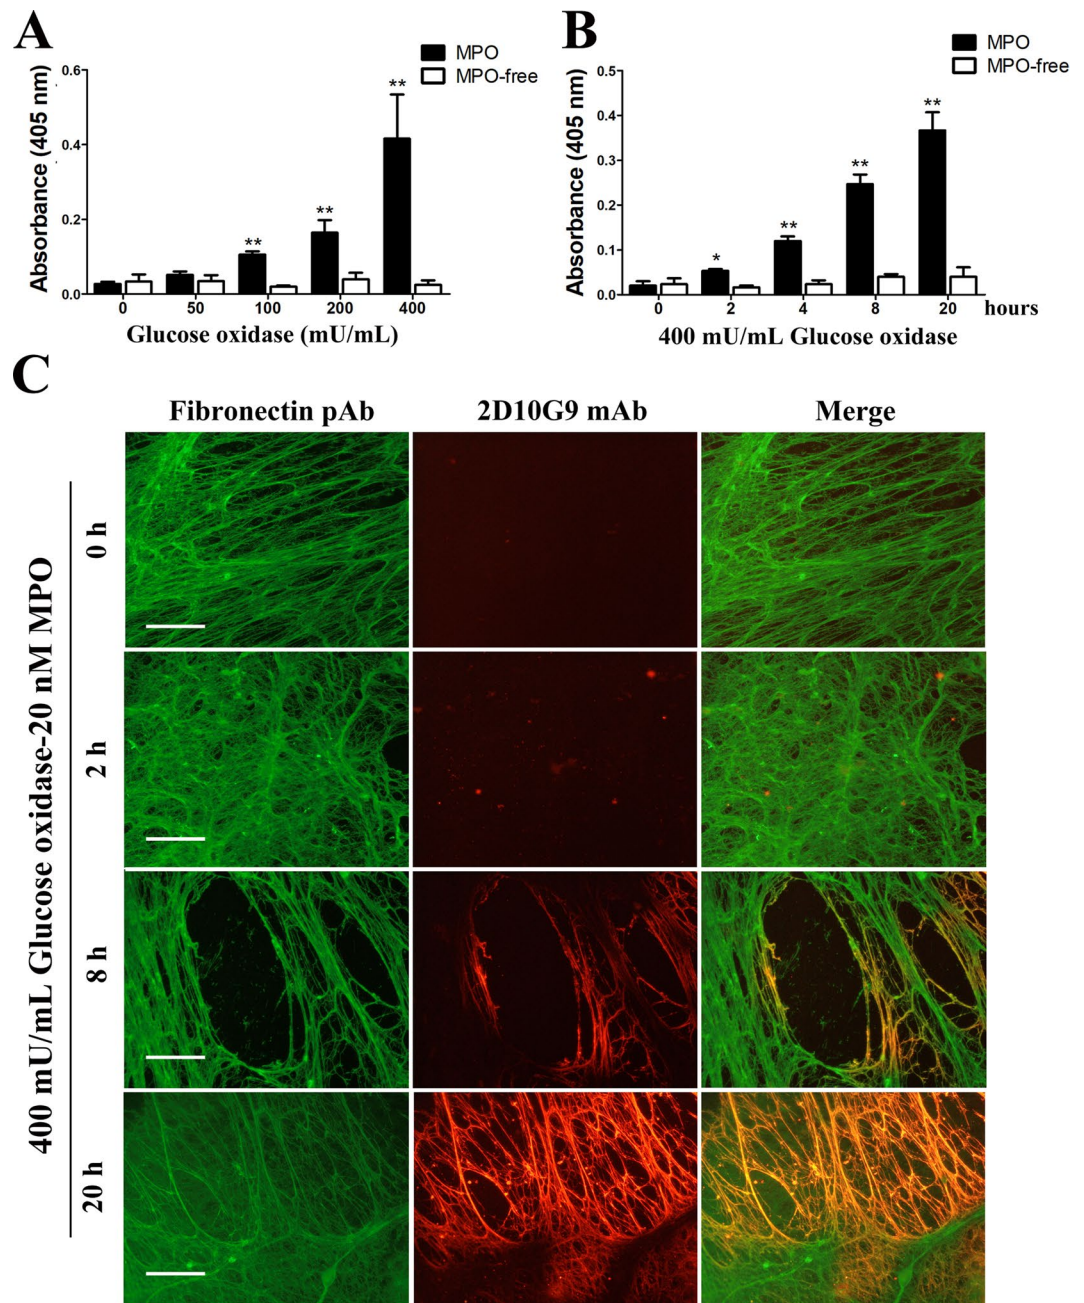 A
MPO
MPO-free
Absorbance (405 nm)
0.6
0.4
0.2
0.0
**
**
**
0
50
100
200
400
Glucose oxidase (mU/mL)
B
MPO
MPO-free
Absorbance (405 nm)
0.5
0.4
0.3
0.2
0.1
0.0
*
**
**
**
0
2
4
8
20
hours
400 mU/mL Glucose oxidase
C
Fibronectin pAb
2D10G9 mAb
Merge
400 mU/mL Glucose oxidase-20 nM MPO
0 h
2 h
8 h
20 h